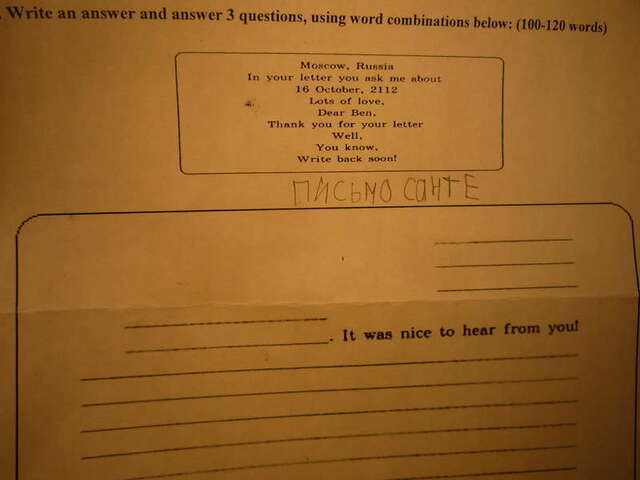 . Write an answer and answer 3 questions, using word combinations below: (100-120 words)
Moscow, Russia
In your letter you ask me about
16 October, 2112
Lots of love,
Dear Ben,
Thank you for your letter
Well,
You know,
Write back soon!
ПИСЬМО САНТЕ
. It was nice to hear from you!